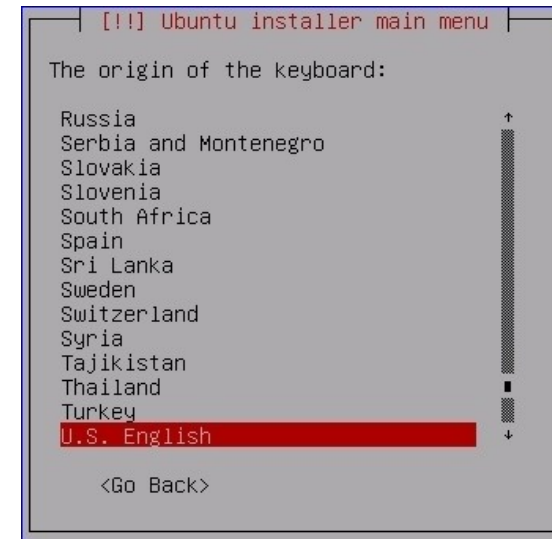 [!!] Ubuntu installer main menu
The origin of the keyboard:
Russia
Serbia and Montenegro
Slovakia
Slovenia
South Africa
Spain
Sri Lanka
Sweden
Switzerland
Syria
Tajikistan
Thailand
Turkey
U.S. English
<Go Back>